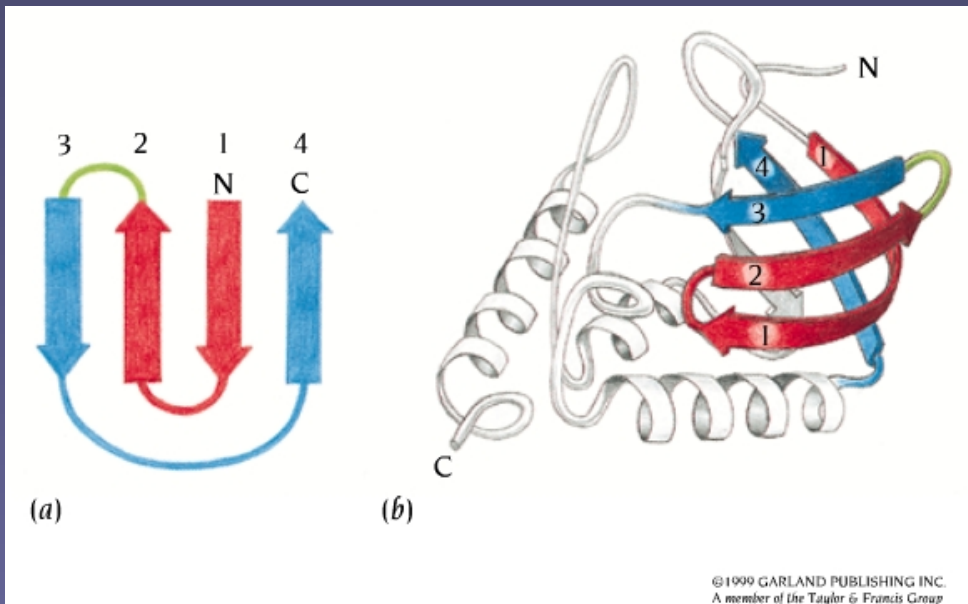 3 2 1 4
N C
(a)
N
4 1
3
2
1
C
(b)
©1999 GARLAND PUBLISHING INC.
A member of the Taylor & Francis Group